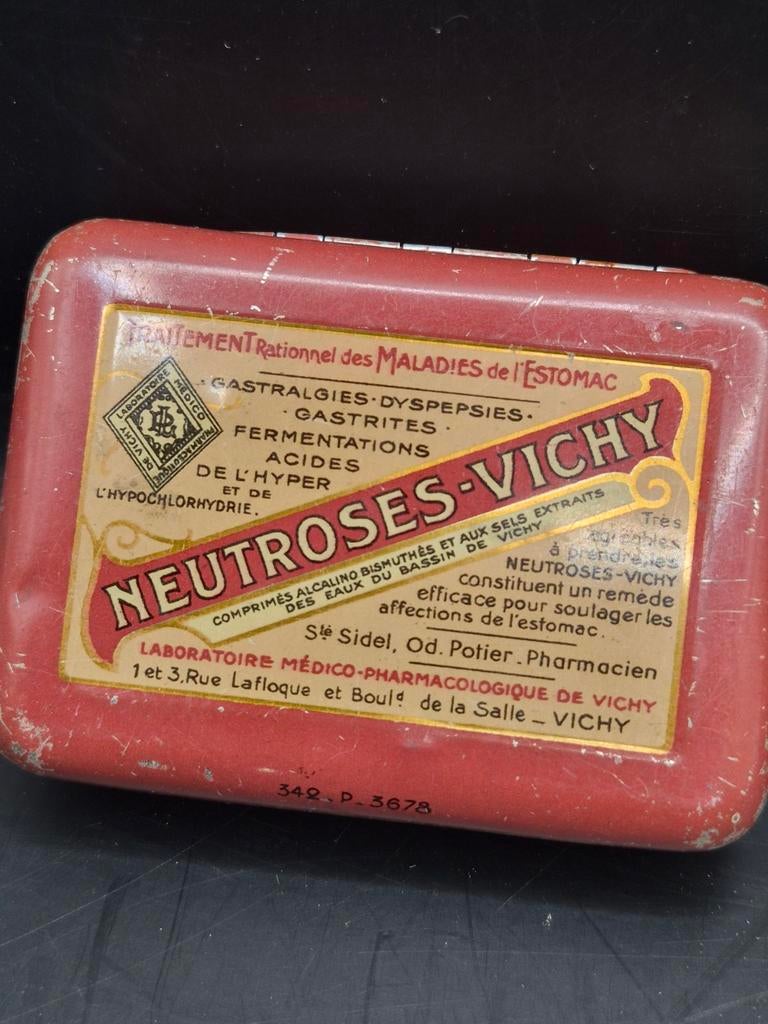 TRAITEMENT Rationnel des MALADIES de l'ESTOMAC
LABORATOIRE MÉDICO
PHARMACOLOGIQUE DE VICHY
GASTRALGIES·DYSPEPSIES·
·GASTRITES·
FERMENTATIONS
ACIDES
DE L'HYPER
ET DE
L'HYPOCHLORHYDRIE.
NEUTROSES-VICHY
COMPRIMÉS ALCALINO BISMUTHÉS ET AUX SELS EXTRAITS
DES EAUX DU BASSIN DE VICHY
Très
agréables
à prendre, les
NEUTROSES-VICHY
constituent un remède
efficace pour soulager les
affections de l'estomac.
Sté Sidel, Od. Potier. Pharmacien
LABORATOIRE MÉDICO-PHARMACOLOGIQUE DE VICHY
1 et 3, Rue Lafloque et Bould de la Salle _ VICHY
342.P.3678